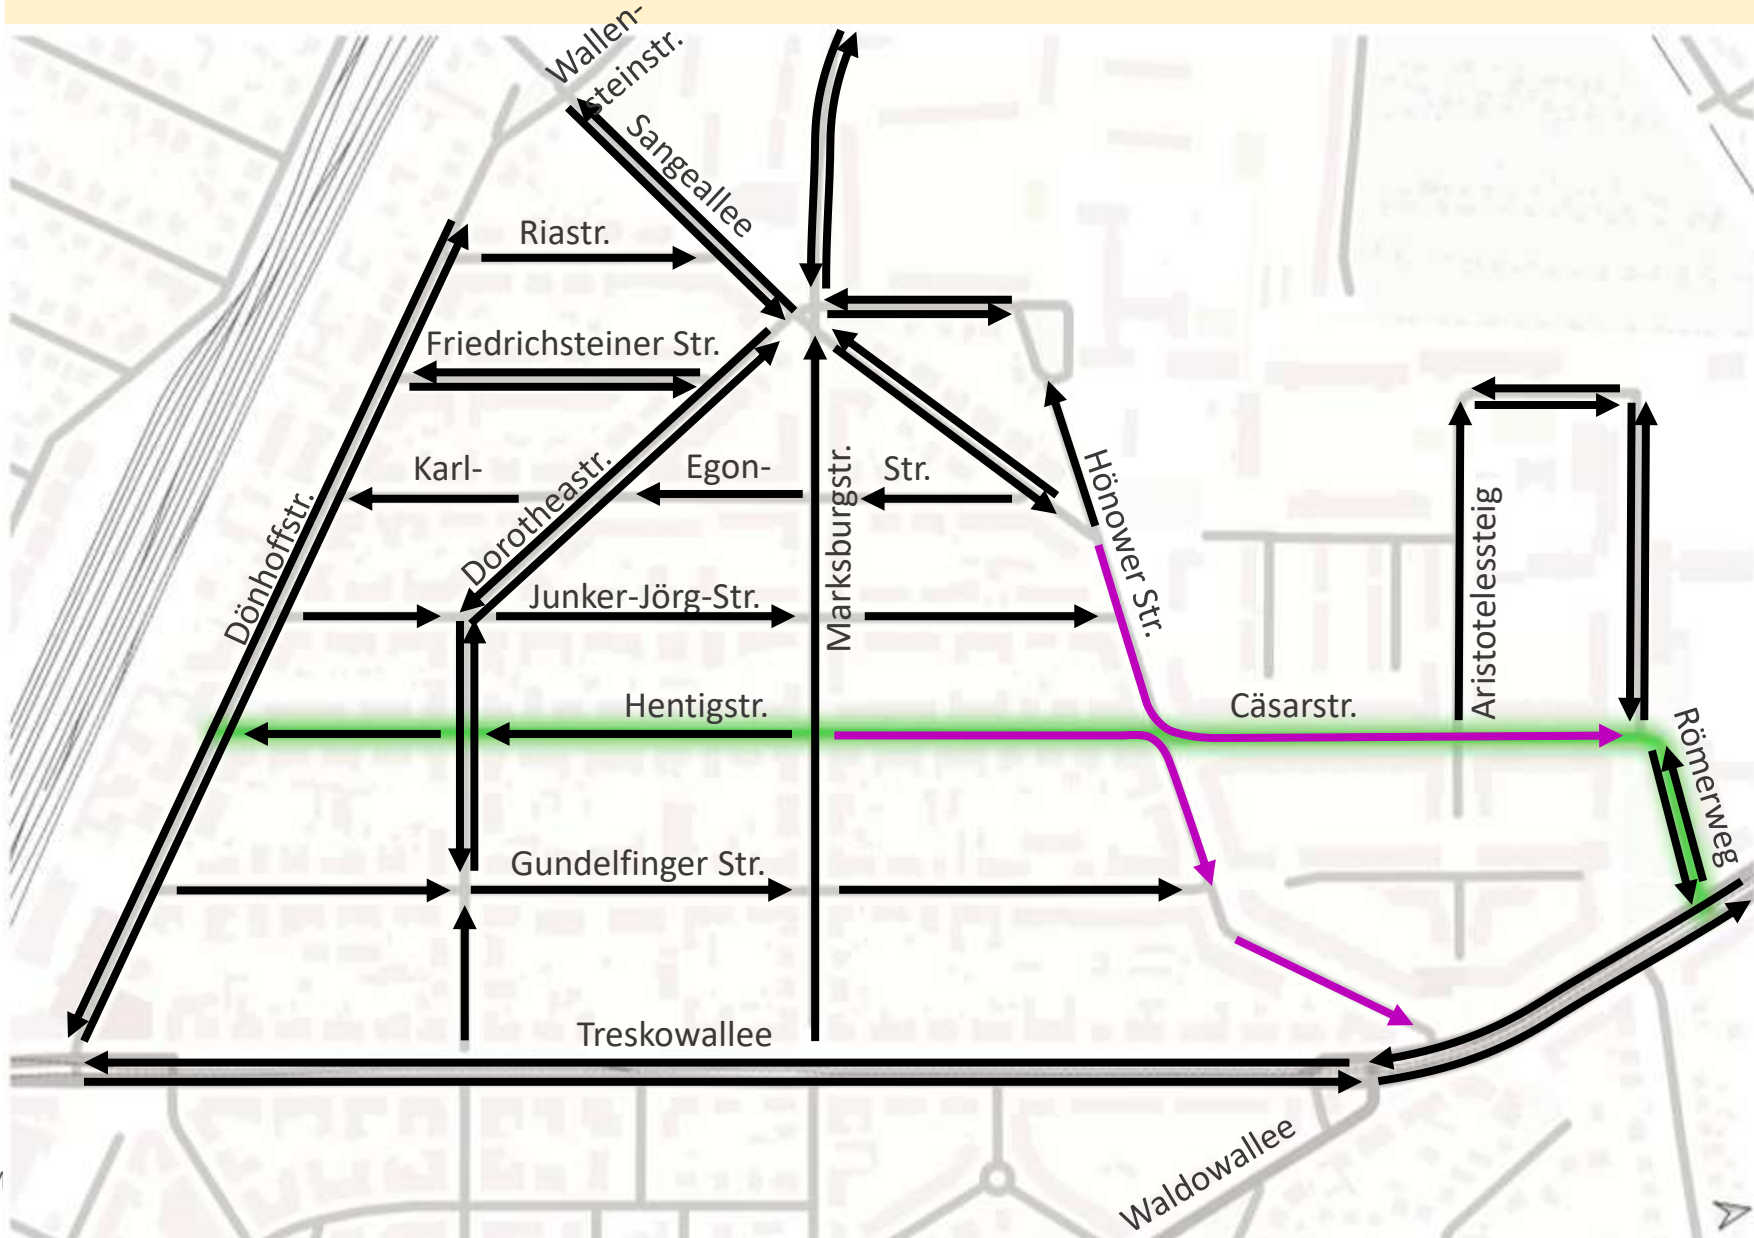 Wallen-
steinstr.
Sangeallee
Riastr.
Friedrichsteiner Str.
Karl-
Egon-
Str.
Dorotheastr.
Dönhoffstr.
Marksburgstr.
Hönower Str.
Junker-Jörg-Str.
Aristotelessteig
Hentigstr.
Cäsarstr.
Römerweg
Gundelfinger Str.
Treskowallee
Waldowallee